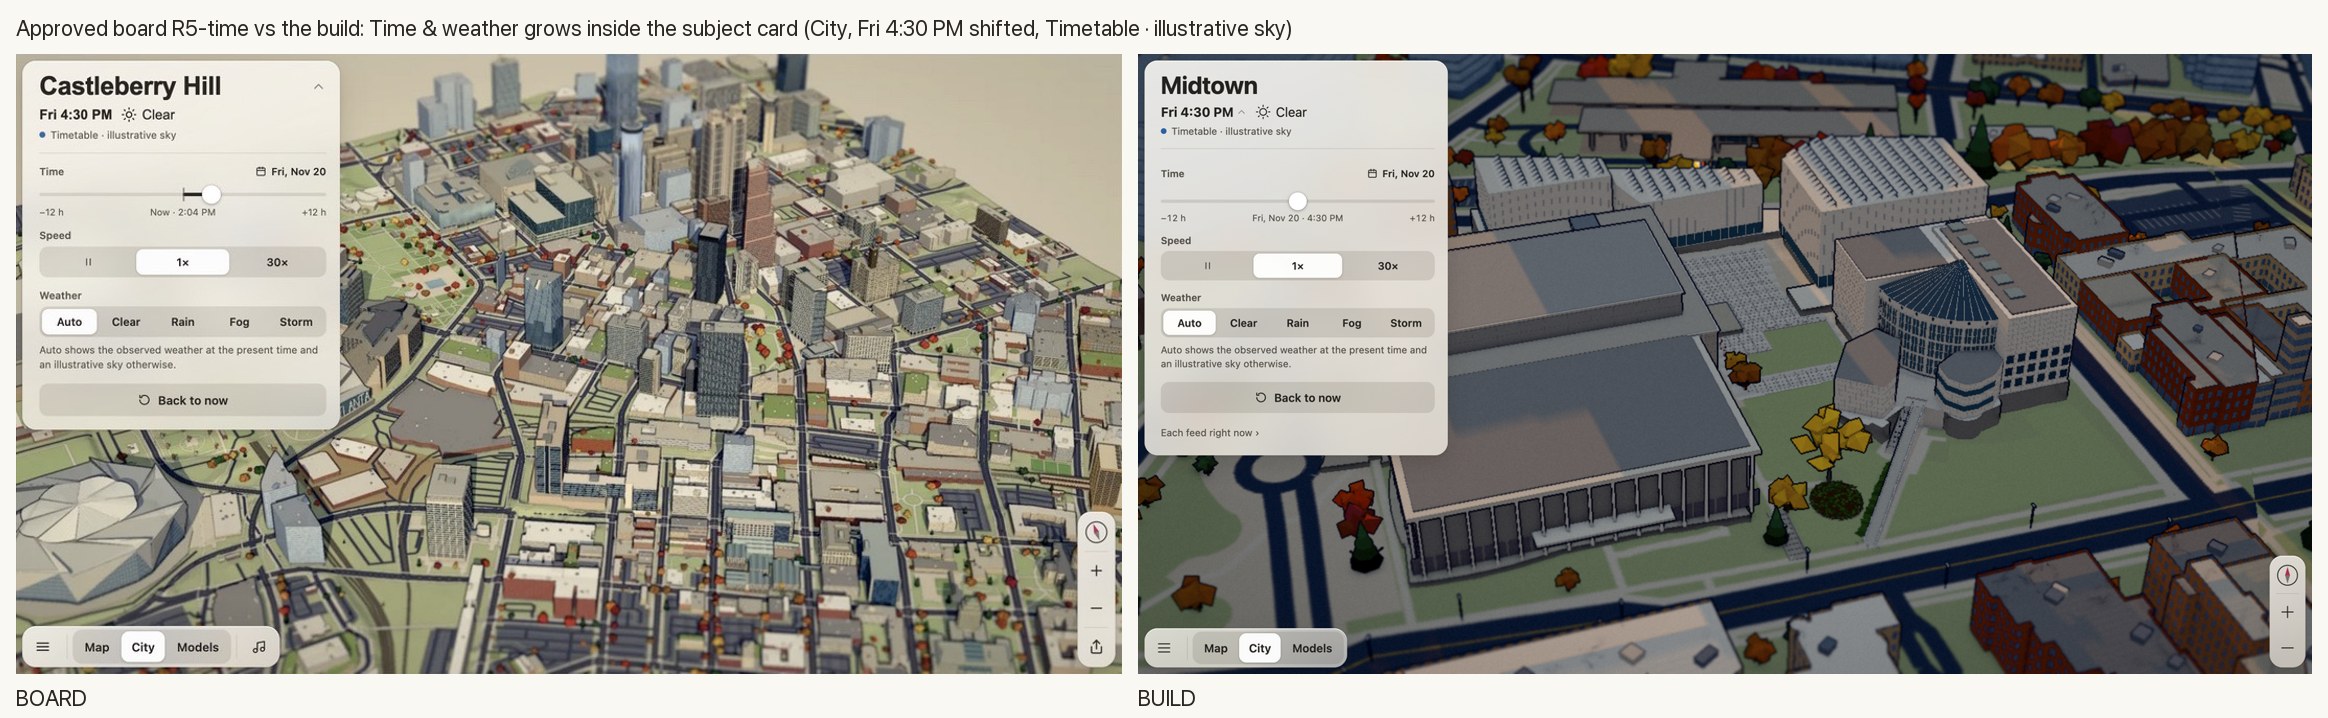 Approved board R5-time vs the build: Time & weather grows inside the subject card (City, Fri 4:30 PM shifted, Timetable · illustrative sky)
Castleberry Hill
Fri 4:30 PM Clear
Timetable · illustrative sky
Time Fri, Nov 20
−12 h Now · 2:04 PM +12 h
Speed
1× 30×
Weather
Auto Clear Rain Fog Storm
Auto shows the observed weather at the present time and
an illustrative sky otherwise.
Back to now
Map City Models
BOARD
Midtown
Fri 4:30 PM Clear
Timetable · illustrative sky
Time Fri, Nov 20
−12 h Fri, Nov 20 · 4:30 PM +12 h
Speed
1× 30×
Weather
Auto Clear Rain Fog Storm
Auto shows the observed weather at the present time and
an illustrative sky otherwise.
Back to now
Each feed right now ›
Map City Models
BUILD